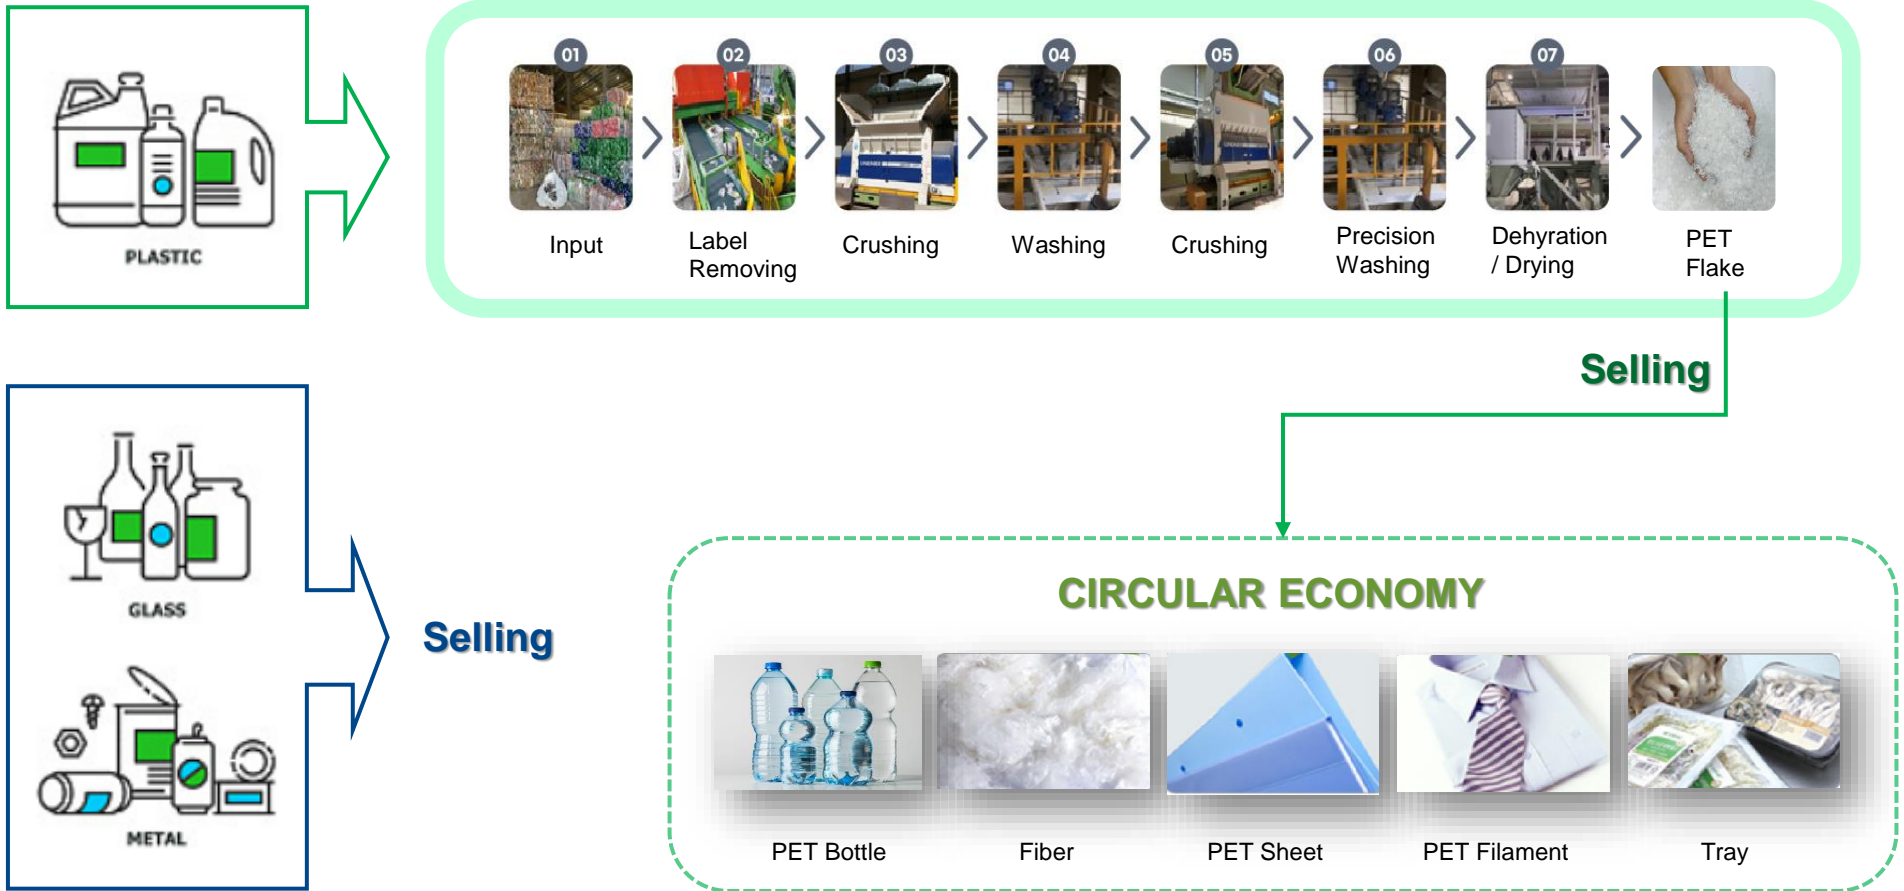 PLASTIC
01
02
03
04
05
06
07
Input
Label
Removing
Crushing
Washing
Crushing
Precision
Washing
Dehyration
/ Drying
PET
Flake
Selling
GLASS
METAL
Selling
CIRCULAR ECONOMY
PET Bottle
Fiber
PET Sheet
PET Filament
Tray